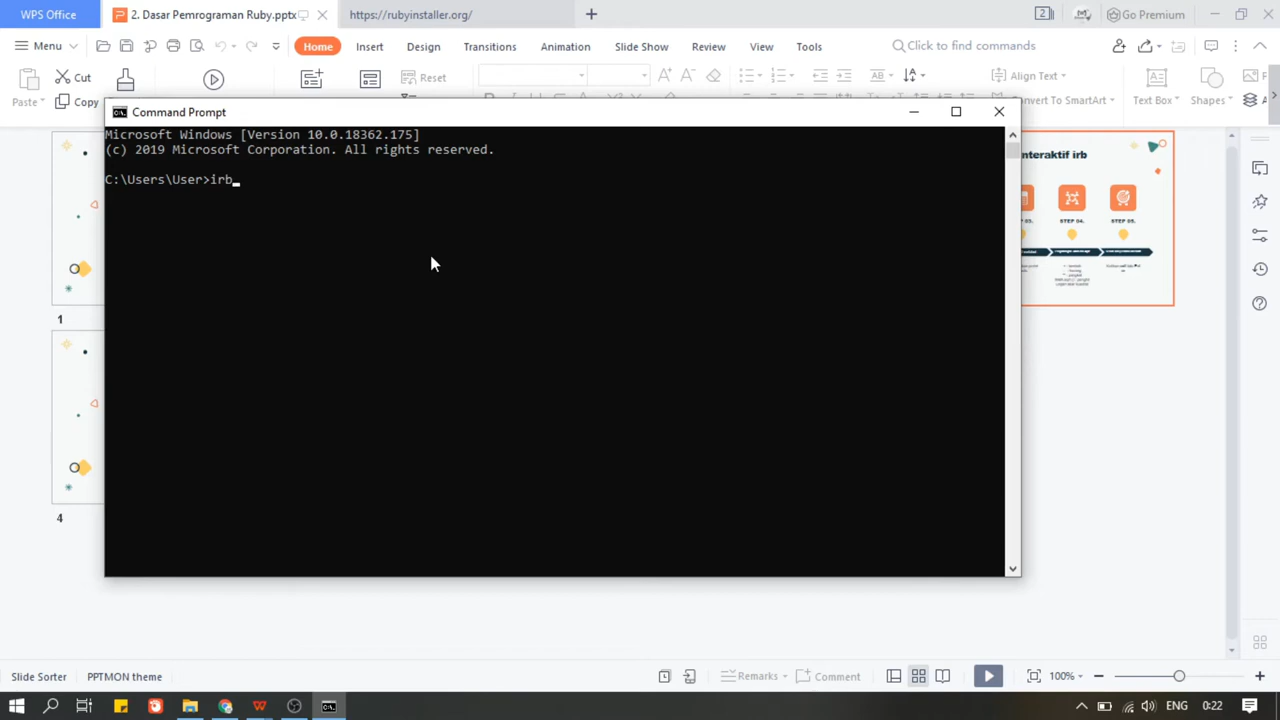 WPS Office
2. Dasar Pemrograman Ruby.pptx
https://rubyinstaller.org/
Go Premium
Menu
Home
Insert
Design
Transitions
Animation
Slide Show
Review
View
Tools
Click to find commands
Paste
Cut
Copy
Reset
Align Text
Convert To SmartArt
Text Box
Shapes
Command Prompt
Microsoft Windows [Version 10.0.18362.175]
(c) 2019 Microsoft Corporation. All rights reserved.
C:\Users\User>irb
nteraktif irb
STEP 04.
STEP 05.
1
4
Slide Sorter
PPTMON theme
Remarks
Comment
100%
ENG
0:22